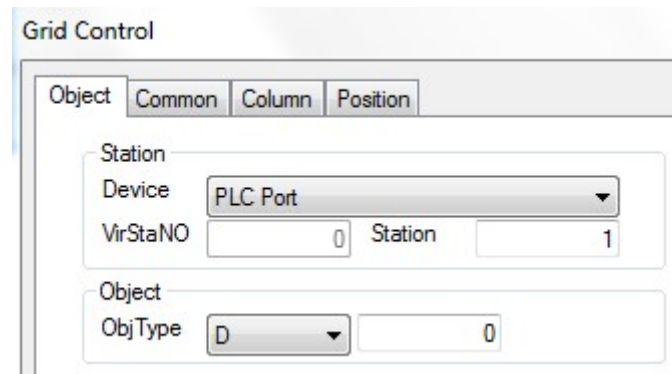 Grid Control
Object Common Column Position
Station
Device PLC Port
VirStaNO 0 Station 1
Object
ObjType D 0